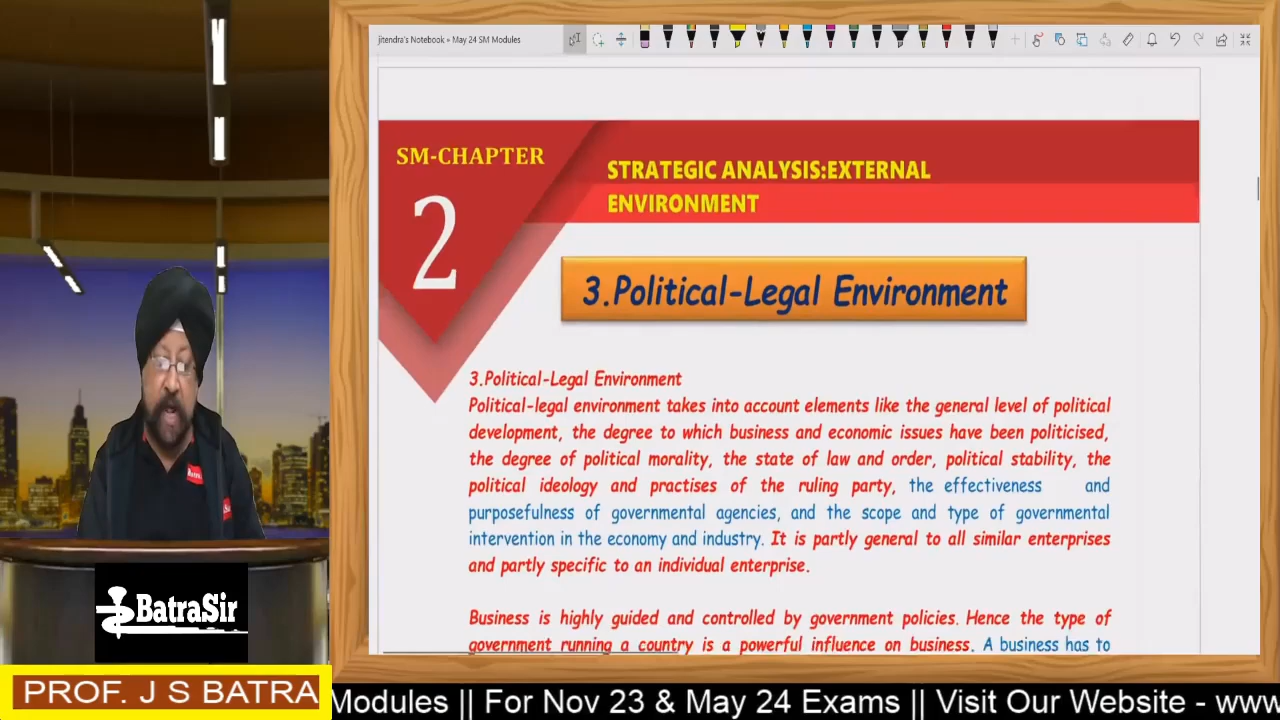 jitendra's Notebook » May 24 SM Modules
SM-CHAPTER
2
STRATEGIC ANALYSIS:EXTERNAL
ENVIRONMENT
3.Political-Legal Environment
3.Political-Legal Environment
Political-legal environment takes into account elements like the general level of political
development, the degree to which business and economic issues have been politicised,
the degree of political morality, the state of law and order, political stability, the
political ideology and practises of the ruling party, the effectiveness and
purposefulness of governmental agencies, and the scope and type of governmental
intervention in the economy and industry. It is partly general to all similar enterprises
and partly specific to an individual enterprise.
Business is highly guided and controlled by government policies. Hence the type of
government running a country is a powerful influence on business. A business has to
BatraSir
PROF. J S BATRA
Modules || For Nov 23 & May 24 Exams || Visit Our Website - www